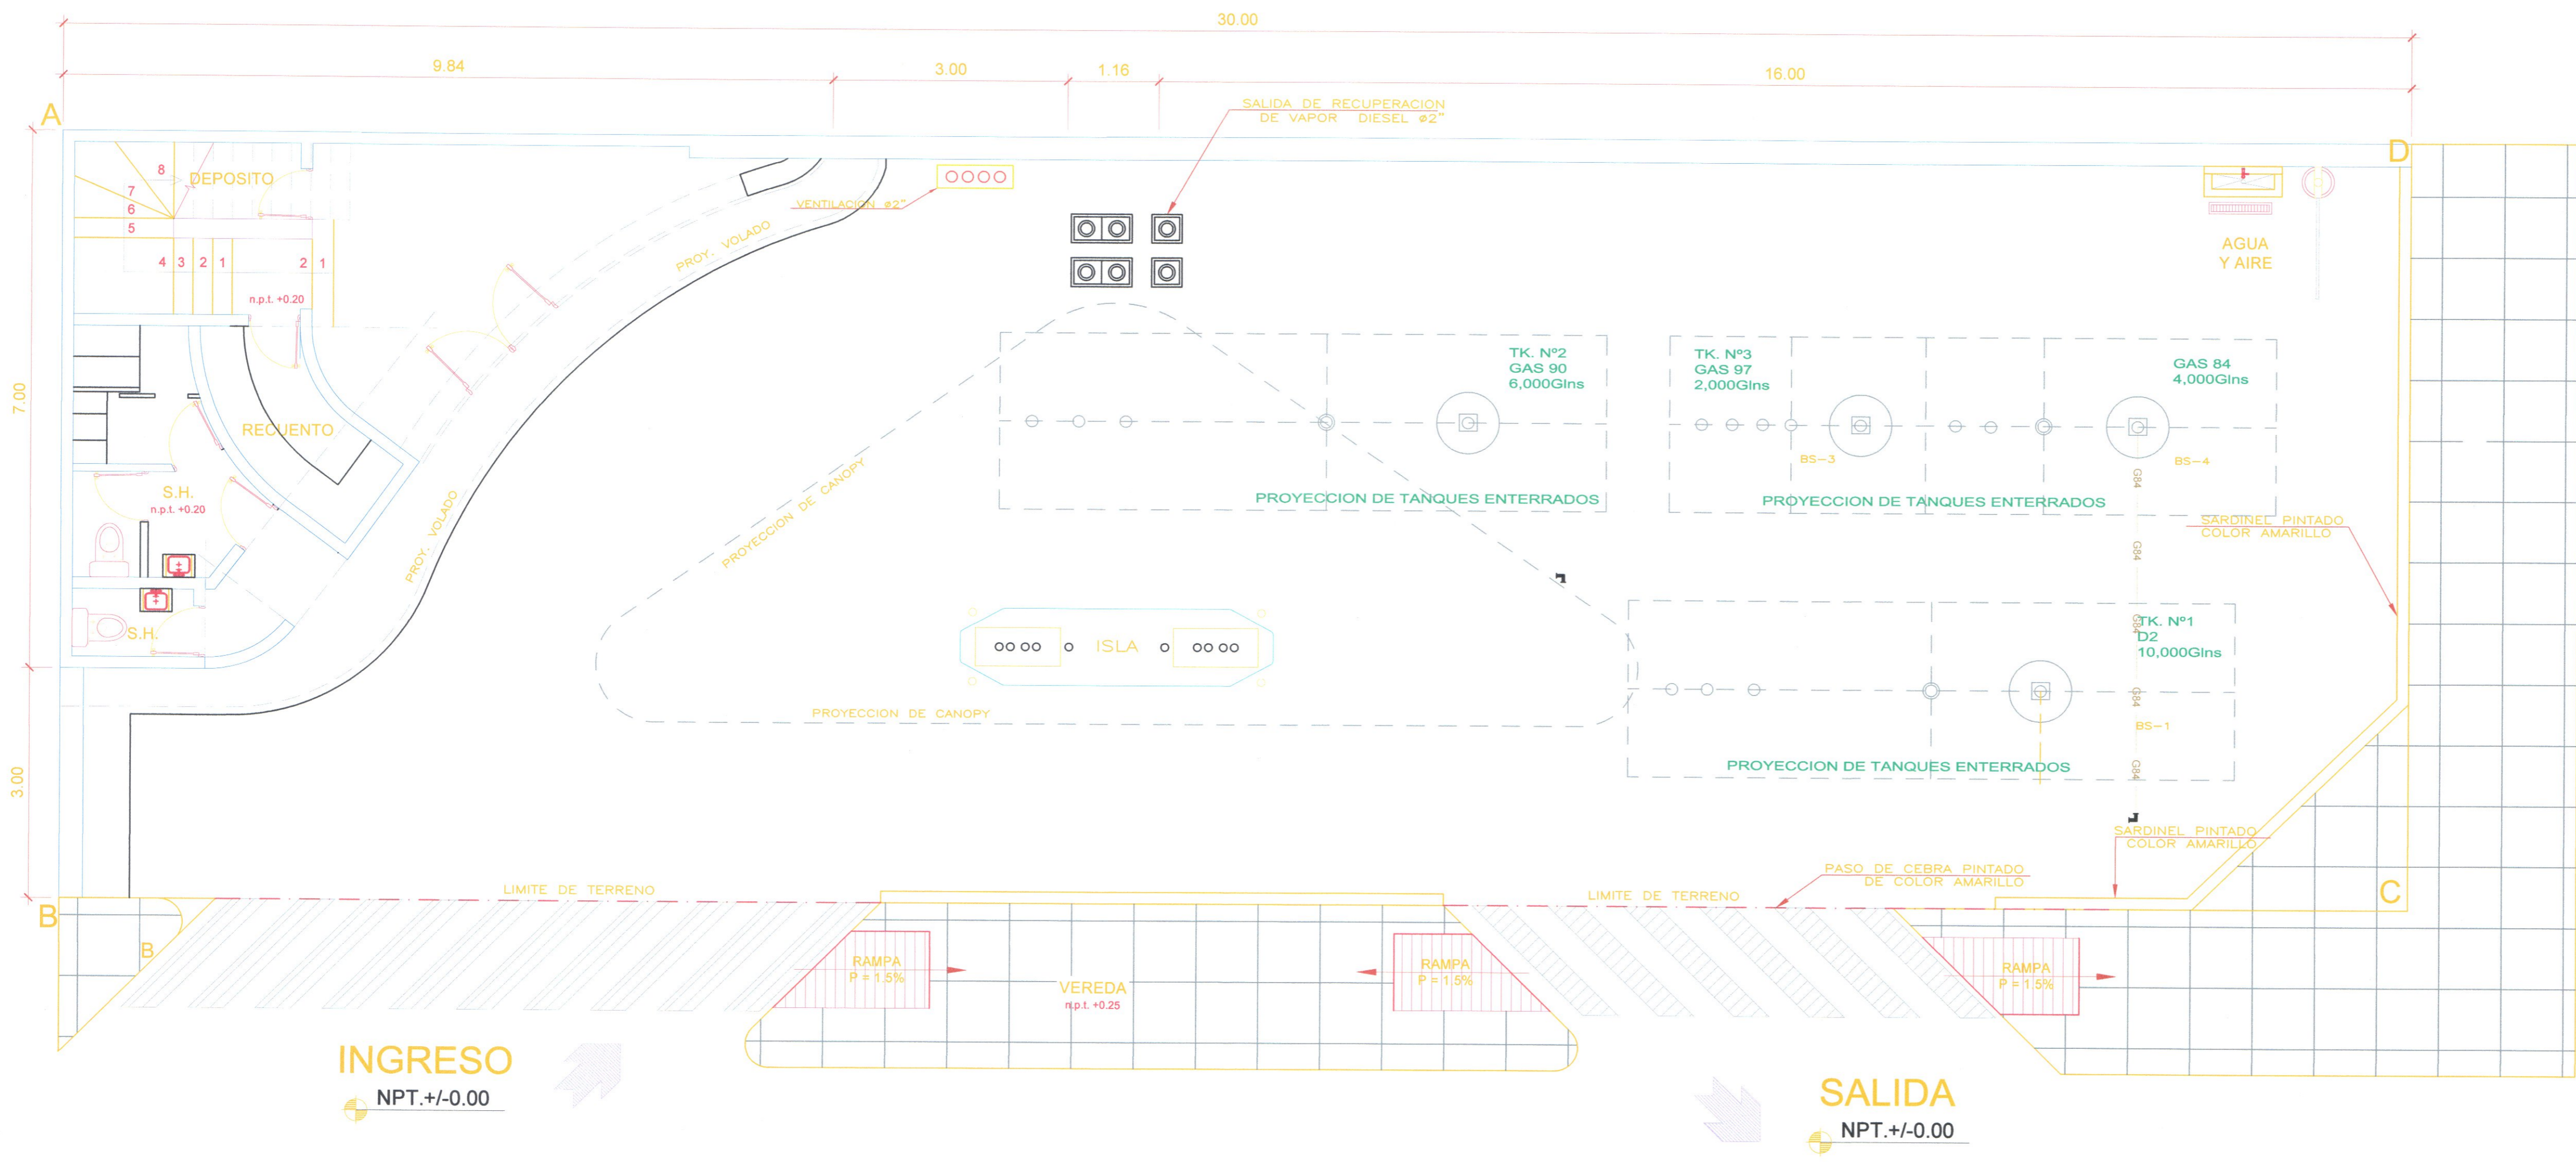 30.00
9.84
3.00
1.16
16.00
SALIDA DE RECUPERACION
DE VAPOR DIESEL ø2"
A
D
8
DEPOSITO
7
6
5
4
3
2
1
2
1
n.p.t. +0.20
VENTILACION ø2"
PROY. VOLADO
AGUA
Y AIRE
7.00
TK. Nº2
GAS 90
6,000Glns
TK. Nº3
GAS 97
2,000Glns
GAS 84
4,000Glns
RECUENTO
BS-3
BS-4
G84
PROYECCION DE CANOPY
PROYECCION DE TANQUES ENTERRADOS
PROYECCION DE TANQUES ENTERRADOS
S.H.
n.p.t. +0.20
PROY. VOLADO
SARDINEL PINTADO
COLOR AMARILLO
G84
S.H.
ISLA
G84
TK. Nº1
D2
10,000Glns
G84
PROYECCION DE CANOPY
BS-1
3.00
PROYECCION DE TANQUES ENTERRADOS
G84
SARDINEL PINTADO
COLOR AMARILLO
PASO DE CEBRA PINTADO
DE COLOR AMARILLO
LIMITE DE TERRENO
LIMITE DE TERRENO
B
C
B
RAMPA
P = 1.5%
VEREDA
n.p.t. +0.25
RAMPA
P = 1.5%
RAMPA
P = 1.5%
INGRESO
NPT.+/-0.00
SALIDA
NPT.+/-0.00